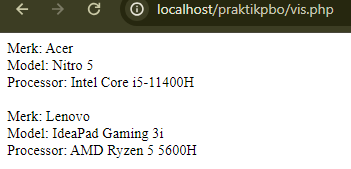 localhost/praktikpbo/vis.php
Merk: Acer
Model: Nitro 5
Processor: Intel Core i5-11400H
Merk: Lenovo
Model: IdeaPad Gaming 3i
Processor: AMD Ryzen 5 5600H